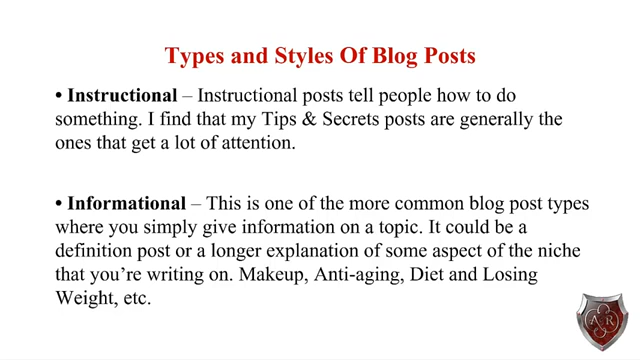 Types and Styles Of Blog Posts
• Instructional – Instructional posts tell people how to do
something. I find that my Tips & Secrets posts are generally the
ones that get a lot of attention.
• Informational – This is one of the more common blog post types
where you simply give information on a topic. It could be a
definition post or a longer explanation of some aspect of the niche
that you’re writing on. Makeup, Anti-aging, Diet and Losing
Weight, etc.
A R